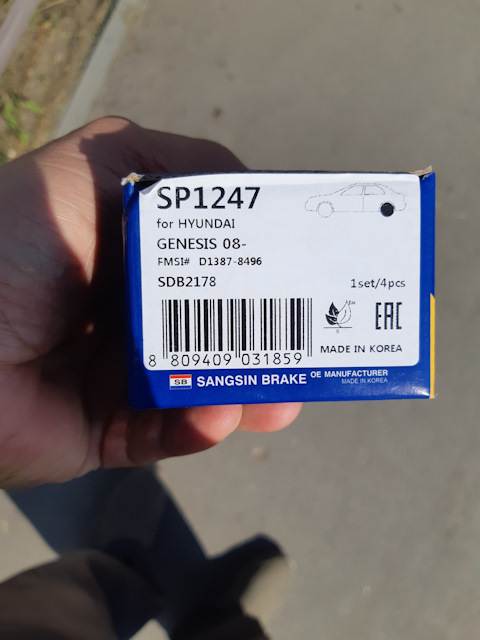 SP1247
for HYUNDAI
GENESIS 08-
FMSI# D1387-8496
SDB2178
1set/4pcs
EAC
8 809409 031859
MADE IN KOREA
SB SANGSIN BRAKE OE MANUFACTURER
MADE IN KOREA